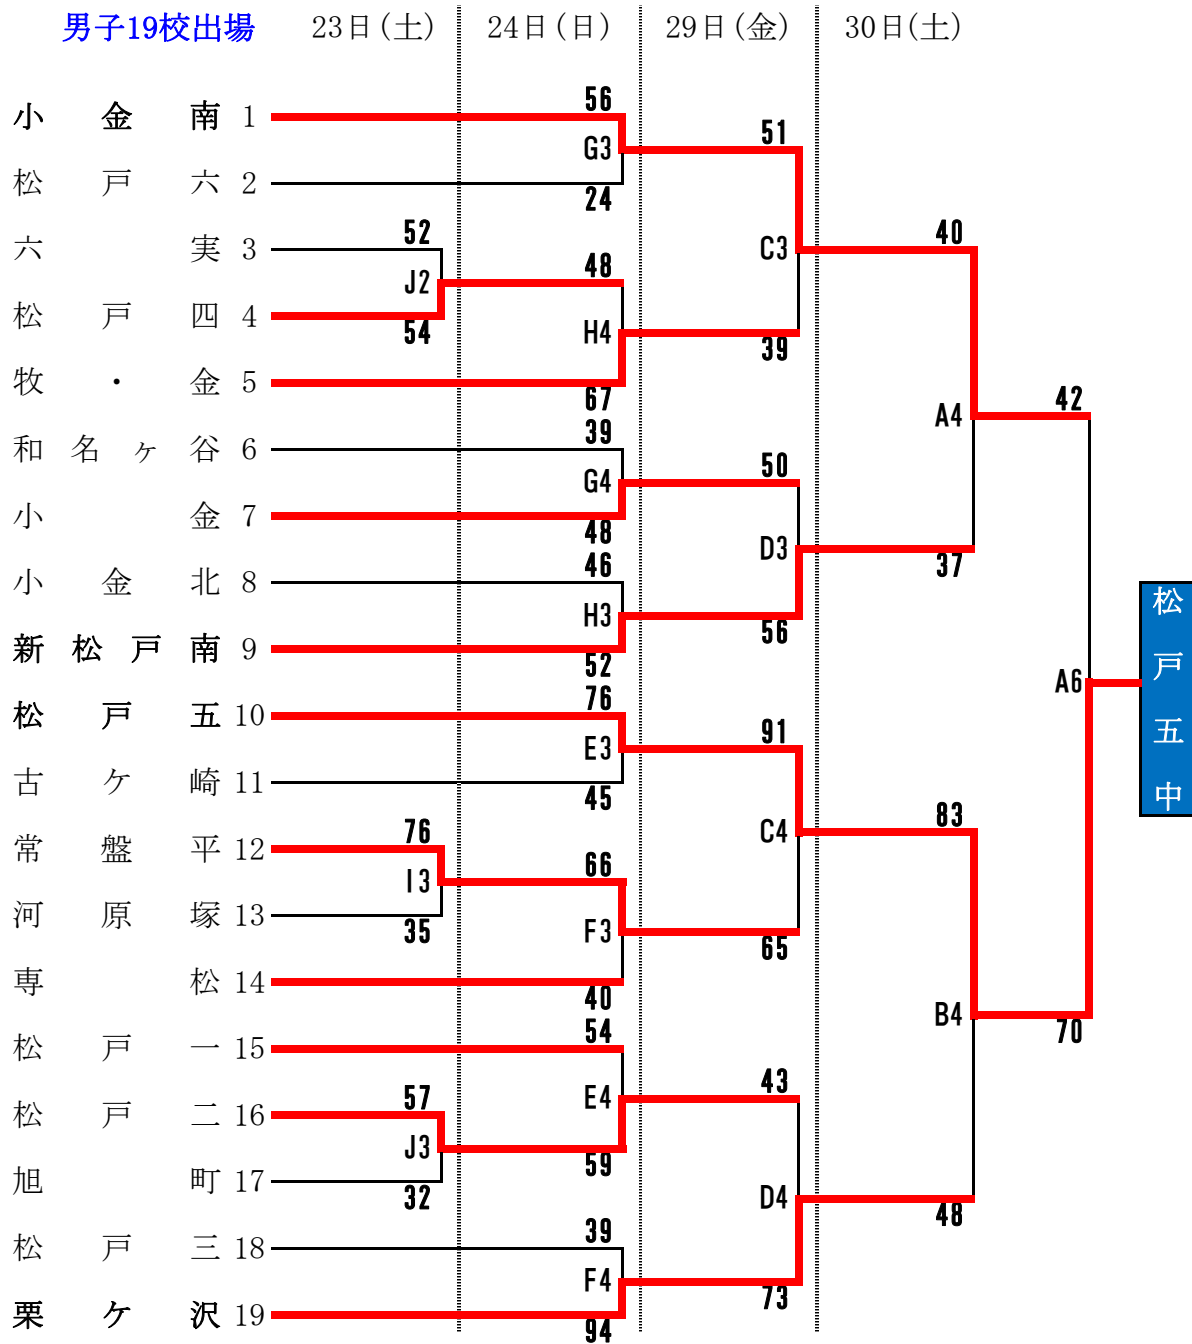 男子19校出場 23日(土) 24日(日) 29日(金) 30日(土)
56
小金南 1
51
G3
松戸六 2
24
52
40
六実 3
C3
48
J2
松戸四 4
54
H4
39
牧・金 5
67
42
A4
39
和名ヶ谷 6
50
G4
小金 7
48
D3
46
37
小金北 8
松戸五中
H3
56
新松戸南 9
52
A6
76
松戸五 10
91
E3
古ケ崎 11
45
83
76
C4
常盤平 12
66
I3
河原塚 13
35
F3
65
専松 14
40
B4
54
70
松戸一 15
43
57
E4
松戸二 16
J3
59
旭町 17
32
D4
48
39
松戸三 18
F4
73
栗ケ沢 19
94